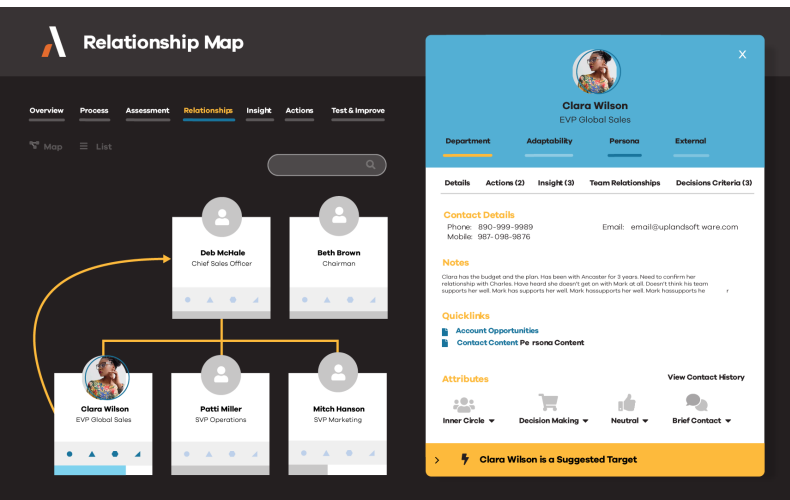 Relationship Map
Overview Process Assessment Relationships Insight Actions Test & Improve
Map List
Deb McHale
Chief Sales Officer
Beth Brown
Chairman
Clara Wilson
EVP Global Sales
Patti Miller
SVP Operations
Mitch Hanson
SVP Marketing
X
Clara Wilson
EVP Global Sales
Department Adaptability Persona External
Details Actions (2) Insight (3) Team Relationships Decisions Criteria (3)
Contact Details
Phone: 890-999-9989 Email: email@uplandsoft ware.com
Mobile: 987-098-9876
Notes
Clara has the budget and the plan. Has been with Ancaster for 3 years. Need to confirm her
relationship with Charles. Have heard she doesn't get on with Mark at all. Doesn't think his team
supports her well. Mark has supports her well. Mark hassupports her well. Mark hassupports he r
Quicklinks
Account Opportunities
Contact Content Pe rsona Content
Attributes View Contact History
Inner Circle Decision Making Neutral Brief Contact
> Clara Wilson is a Suggested Target